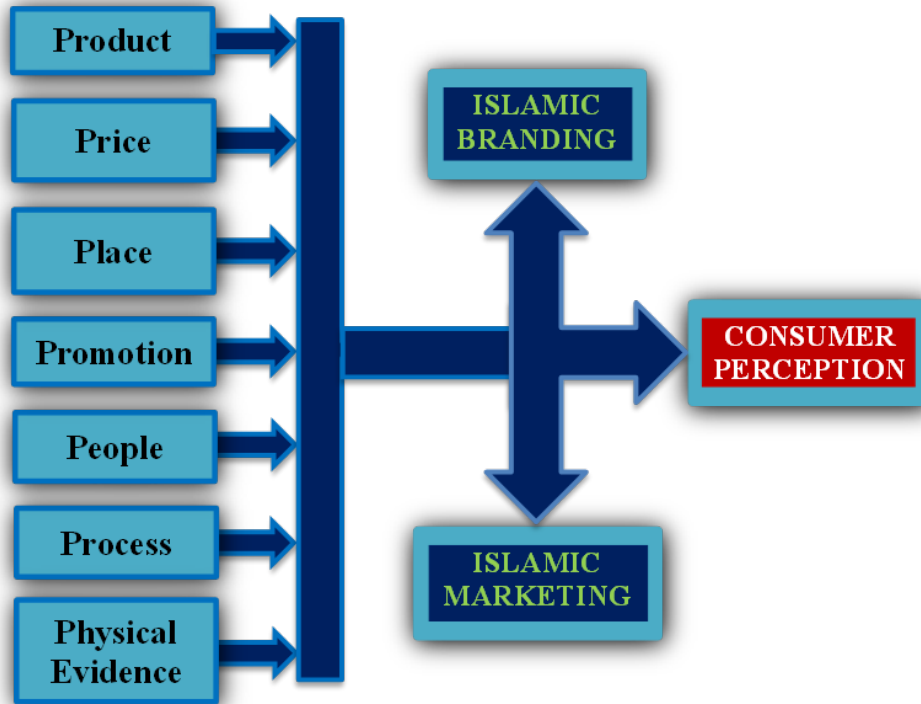 Product
Price
Place
Promotion
People
Process
Physical
Evidence
ISLAMIC
BRANDING
CONSUMER
PERCEPTION
ISLAMIC
MARKETING